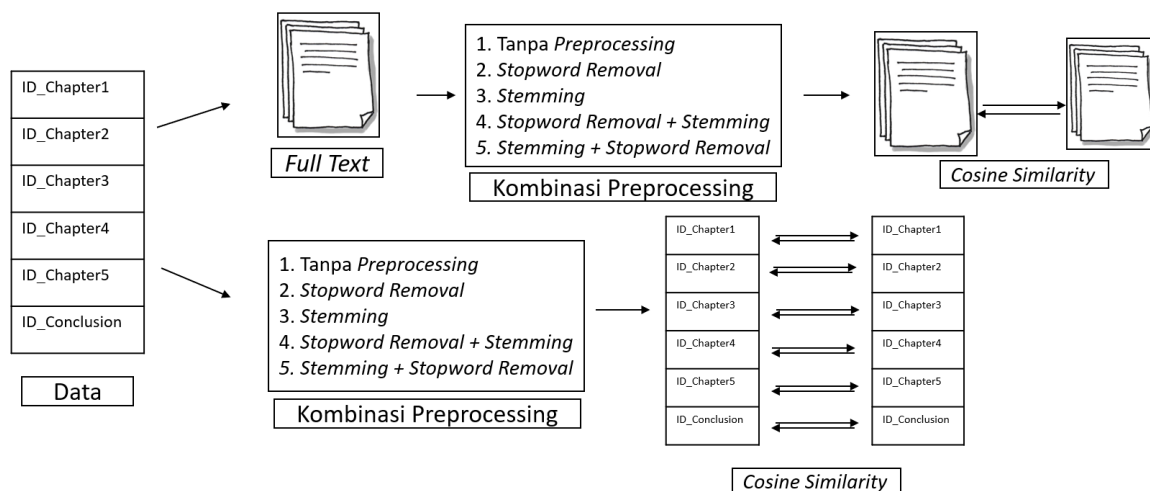 ID_Chapter1
ID_Chapter2
ID_Chapter3
ID_Chapter4
ID_Chapter5
ID_Conclusion
Data
Full Text
1. Tanpa Preprocessing
2. Stopword Removal
3. Stemming
4. Stopword Removal + Stemming
5. Stemming + Stopword Removal
Kombinasi Preprocessing
Cosine Similarity
1. Tanpa Preprocessing
2. Stopword Removal
3. Stemming
4. Stopword Removal + Stemming
5. Stemming + Stopword Removal
Kombinasi Preprocessing
ID_Chapter1
ID_Chapter2
ID_Chapter3
ID_Chapter4
ID_Chapter5
ID_Conclusion
ID_Chapter1
ID_Chapter2
ID_Chapter3
ID_Chapter4
ID_Chapter5
ID_Conclusion
Cosine Similarity